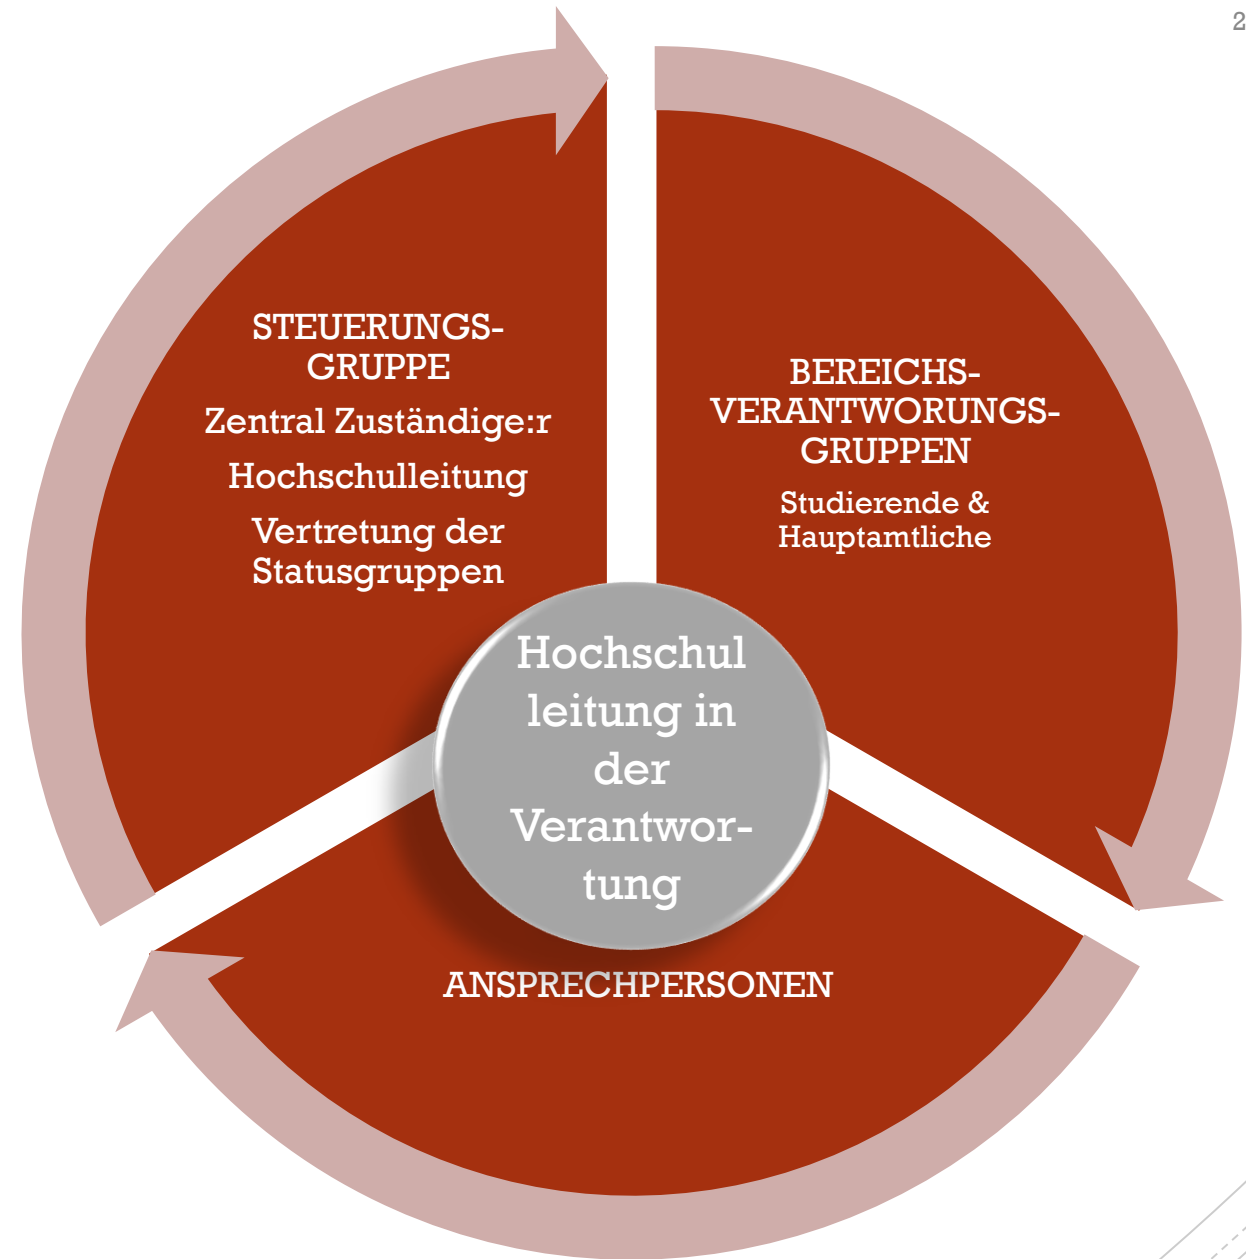 2
STEUERUNGS-
GRUPPE
Zentral Zuständige:r
Hochschulleitung
Vertretung der
Statusgruppen
BEREICHS-
VERANTWORUNGS-
GRUPPEN
Studierende &
Hauptamtliche
Hochschul
leitung in
der
Verantwor-
tung
ANSPRECHPERSONEN